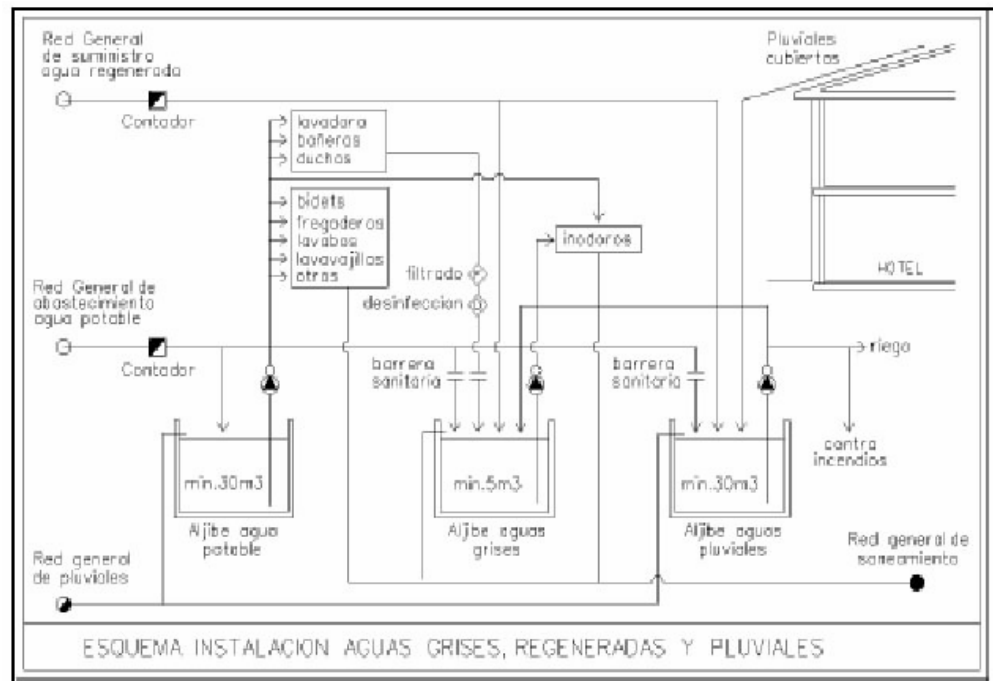 Red General
de suministro
agua regenerada
Contador
Pluviales
cubiertas
lavadora
bañeras
duchas
bidets
fregaderos
lavabos
lavavajillos
otros
inodoros
filtrado
desinfeccion
HOTEL
Red General de
abastecimiento
agua potable
Contador
barrera
sanitaria
barrera
sanitaria
riego
contra
incendios
min.30m3
min.5m3
min.30m3
Aljibe agua
potable
Aljibe aguas
grises
Aljibe aguas
pluviales
Red general
de pluviales
Red general de
saneamiento
ESQUEMA INSTALACION AGUAS GRISES, REGENERADAS Y PLUVIALES